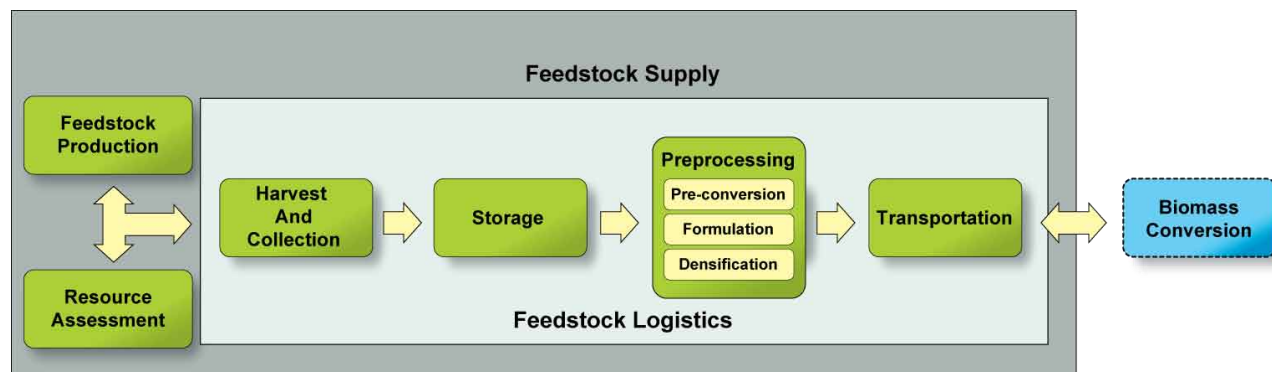 Feedstock Supply
Feedstock
Production
Resource
Assessment
Harvest
And
Collection
Storage
Preprocessing
Pre-conversion
Formulation
Densification
Transportation
Feedstock Logistics
Biomass
Conversion